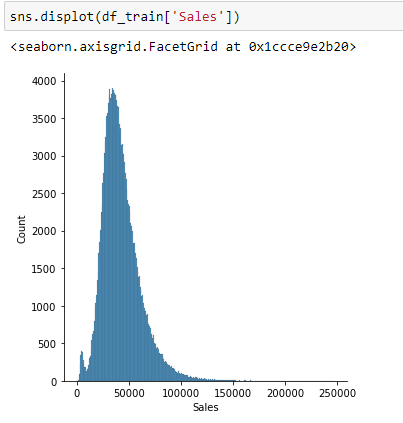 sns.displot(df_train['Sales'])
<seaborn.axisgrid.FacetGrid at 0x1ccce9e2b20>
4000
3500
3000
2500
2000
1500
1000
500
0
Count
0 50000 100000 150000 200000 250000
Sales